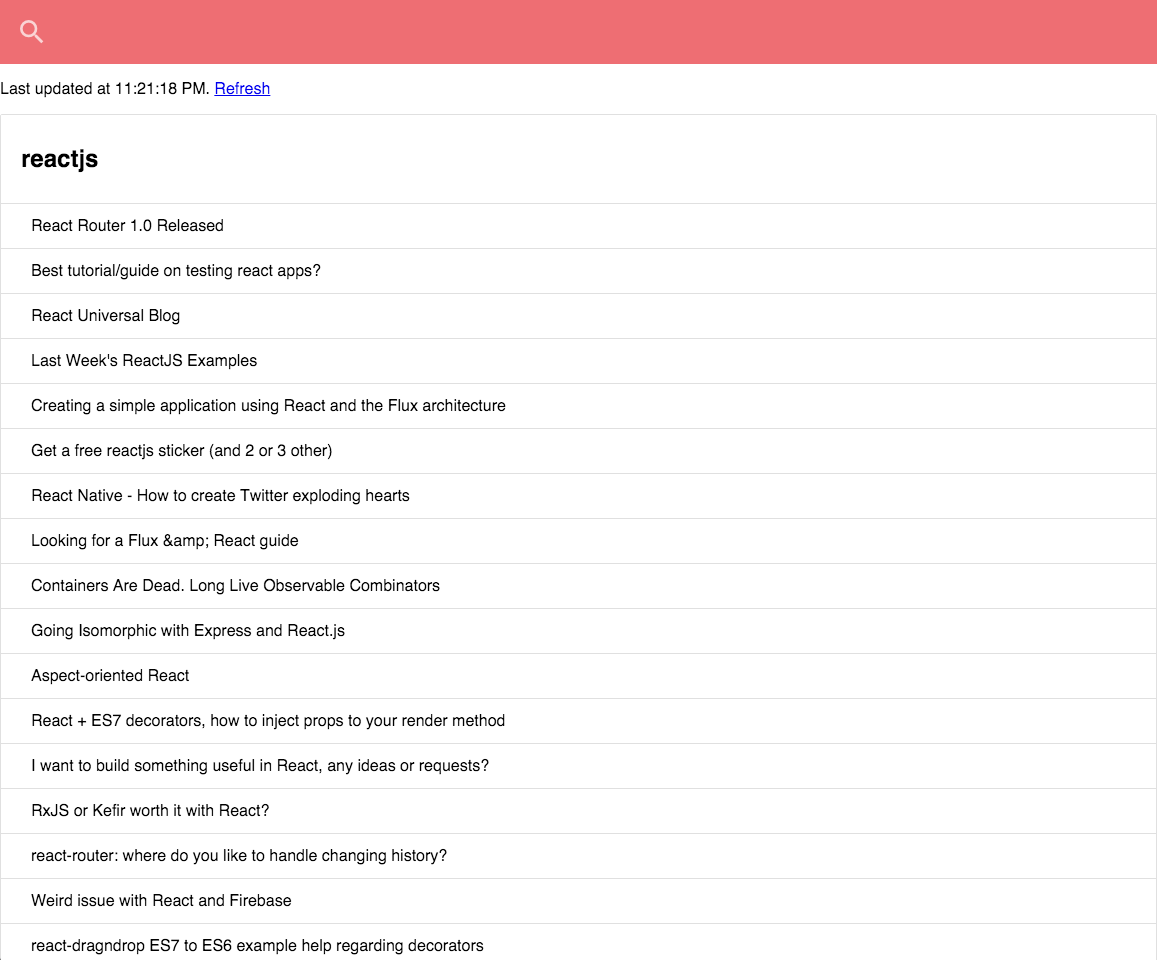 Last updated at 11:21:18 PM. Refresh
reactjs
React Router 1.0 Released
Best tutorial/guide on testing react apps?
React Universal Blog
Last Week's ReactJS Examples
Creating a simple application using React and the Flux architecture
Get a free reactjs sticker (and 2 or 3 other)
React Native - How to create Twitter exploding hearts
Looking for a Flux &amp; React guide
Containers Are Dead. Long Live Observable Combinators
Going Isomorphic with Express and React.js
Aspect-oriented React
React + ES7 decorators, how to inject props to your render method
I want to build something useful in React, any ideas or requests?
RxJS or Kefir worth it with React?
react-router: where do you like to handle changing history?
Weird issue with React and Firebase
react-dragndrop ES7 to ES6 example help regarding decorators